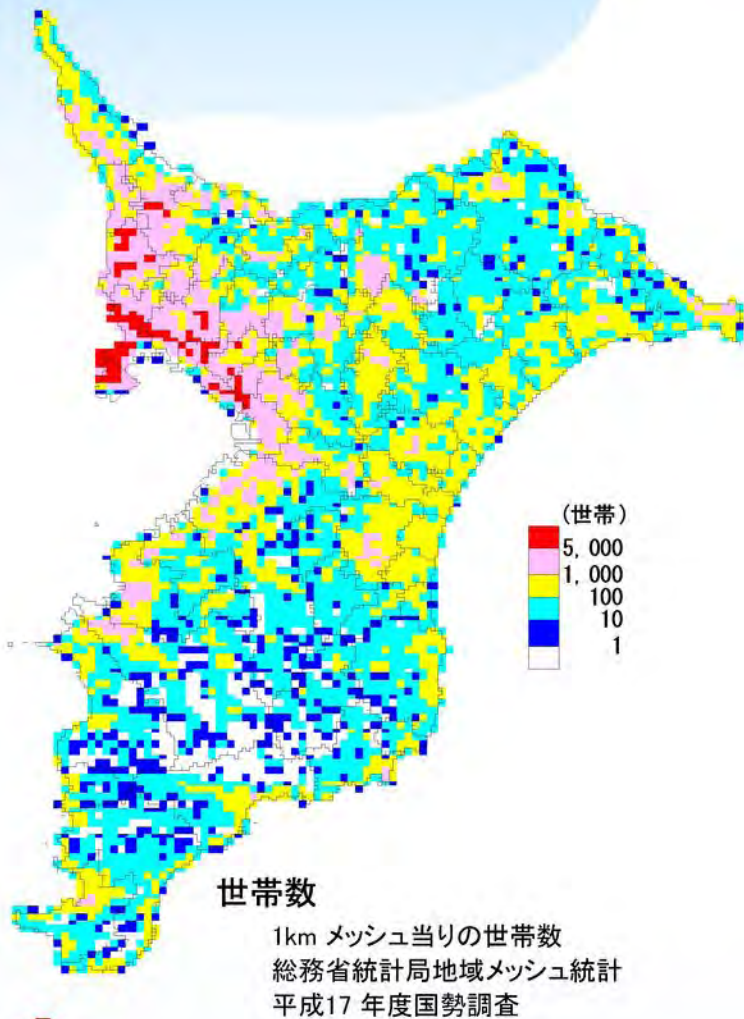 (世帯)
5,000
1,000
100
10
1
世帯数
1km メッシュ当りの世帯数
総務省統計局地域メッシュ統計
平成17 年度国勢調査